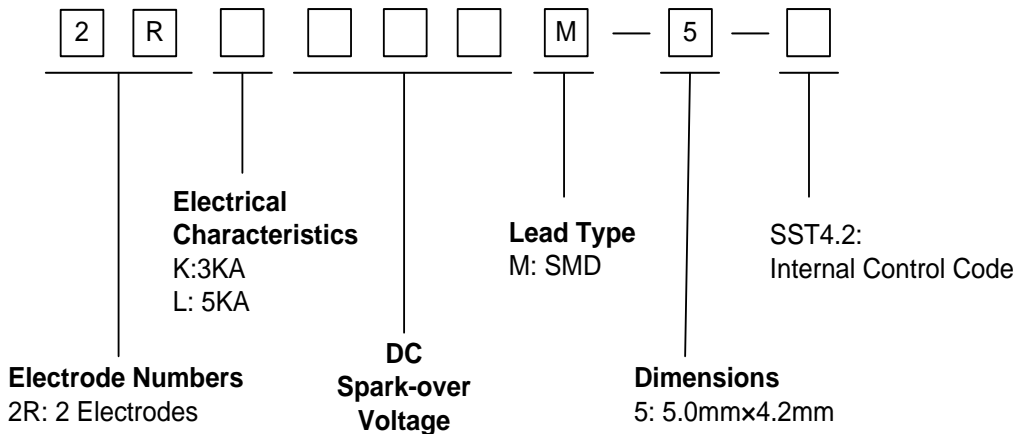 2 R M — 5 —
Electrical
Characteristics
K:3KA
L: 5KA
Lead Type
M: SMD
SST4.2:
Internal Control Code
Electrode Numbers
2R: 2 Electrodes
DC
Spark-over
Voltage
Dimensions
5: 5.0mm×4.2mm